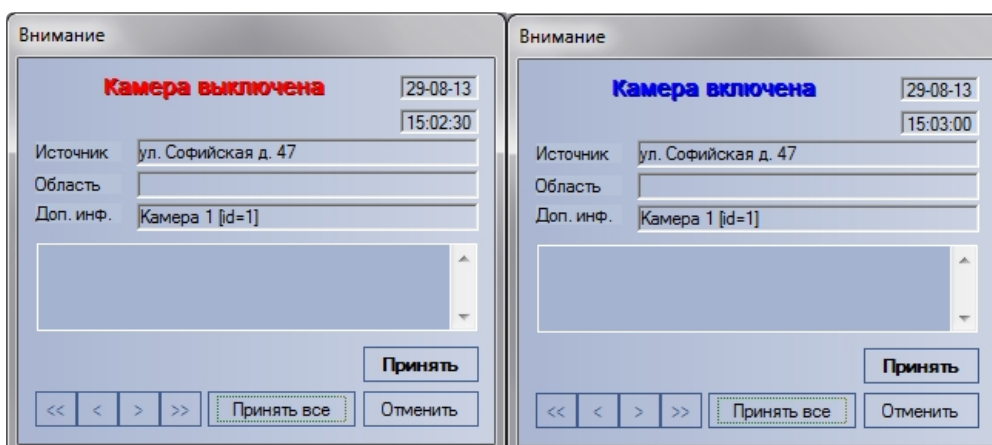 Внимание
Камера выключена
29-08-13
15:02:30
Источник ул. Софийская д. 47
Область
Доп. инф. Камера 1 [id=1]
Принять
<< < > >> Принять все Отменить
Внимание
Камера включена
29-08-13
15:03:00
Источник ул. Софийская д. 47
Область
Доп. инф. Камера 1 [id=1]
Принять
<< < > >> Принять все Отменить